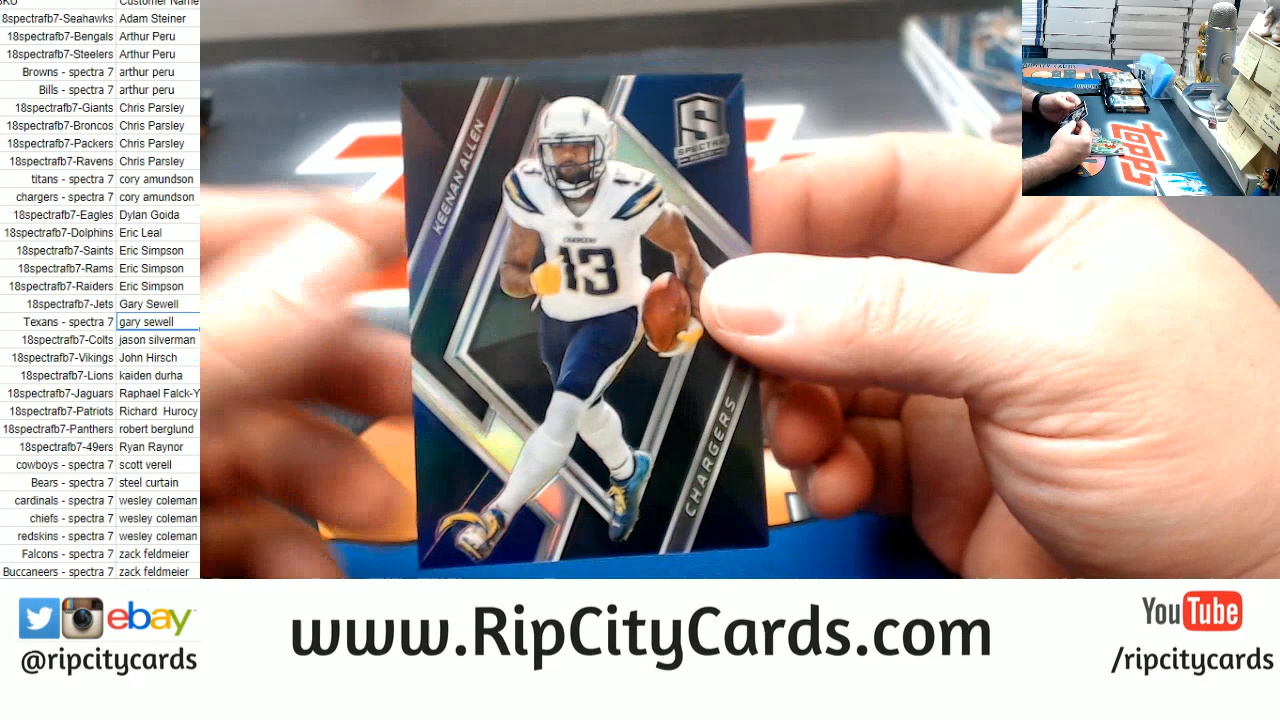 SKU Customer Name
18spectrafb7-Seahawks Adam Steiner
18spectrafb7-Bengals Arthur Peru
18spectrafb7-Steelers Arthur Peru
Browns - spectra 7 arthur peru
Bills - spectra 7 arthur peru
18spectrafb7-Giants Chris Parsley
18spectrafb7-Broncos Chris Parsley
18spectrafb7-Packers Chris Parsley
18spectrafb7-Ravens Chris Parsley
titans - spectra 7 cory amundson
chargers - spectra 7 cory amundson
18spectrafb7-Eagles Dylan Goida
18spectrafb7-Dolphins Eric Leal
18spectrafb7-Saints Eric Simpson
18spectrafb7-Rams Eric Simpson
18spectrafb7-Raiders Eric Simpson
18spectrafb7-Jets Gary Sewell
Texans - spectra 7 gary sewell
18spectrafb7-Colts jason silverman
18spectrafb7-Vikings John Hirsch
18spectrafb7-Lions kaiden durha
18spectrafb7-Jaguars Raphael Falck-Y
18spectrafb7-Patriots Richard Hurocy
18spectrafb7-Panthers robert berglund
18spectrafb7-49ers Ryan Raynor
cowboys - spectra 7 scott verell
Bears - spectra 7 steel curtain
cardinals - spectra 7 wesley coleman
chiefs - spectra 7 wesley coleman
redskins - spectra 7 wesley coleman
Falcons - spectra 7 zack feldmeier
Buccaneers - spectra 7 zack feldmeier
KEENAN ALLEN
S
SPECTRA
CHARGERS
13
13
CHARGERS
topps
ebay
@ripcitycards
www.RipCityCards.com
YouTube
/ripcitycards